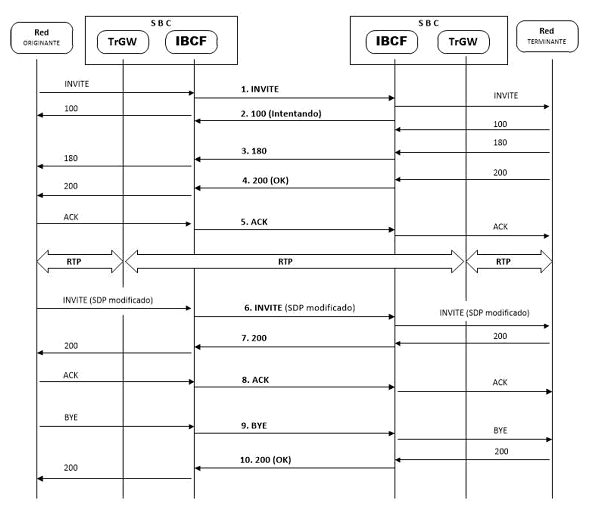 S B C
S B C
Red
ORIGINANTE
TrGW
IBCF
IBCF
TrGW
Red
TERMINANTE
INVITE
1. INVITE
INVITE
100
2. 100 (Intentando)
100
180
3. 180
180
200
4. 200 (OK)
200
ACK
5. ACK
ACK
RTP
RTP
RTP
INVITE (SDP modificado)
6. INVITE (SDP modificado)
INVITE (SDP modificado)
200
7. 200
200
ACK
8. ACK
ACK
BYE
9. BYE
BYE
200
10. 200 (OK)
200